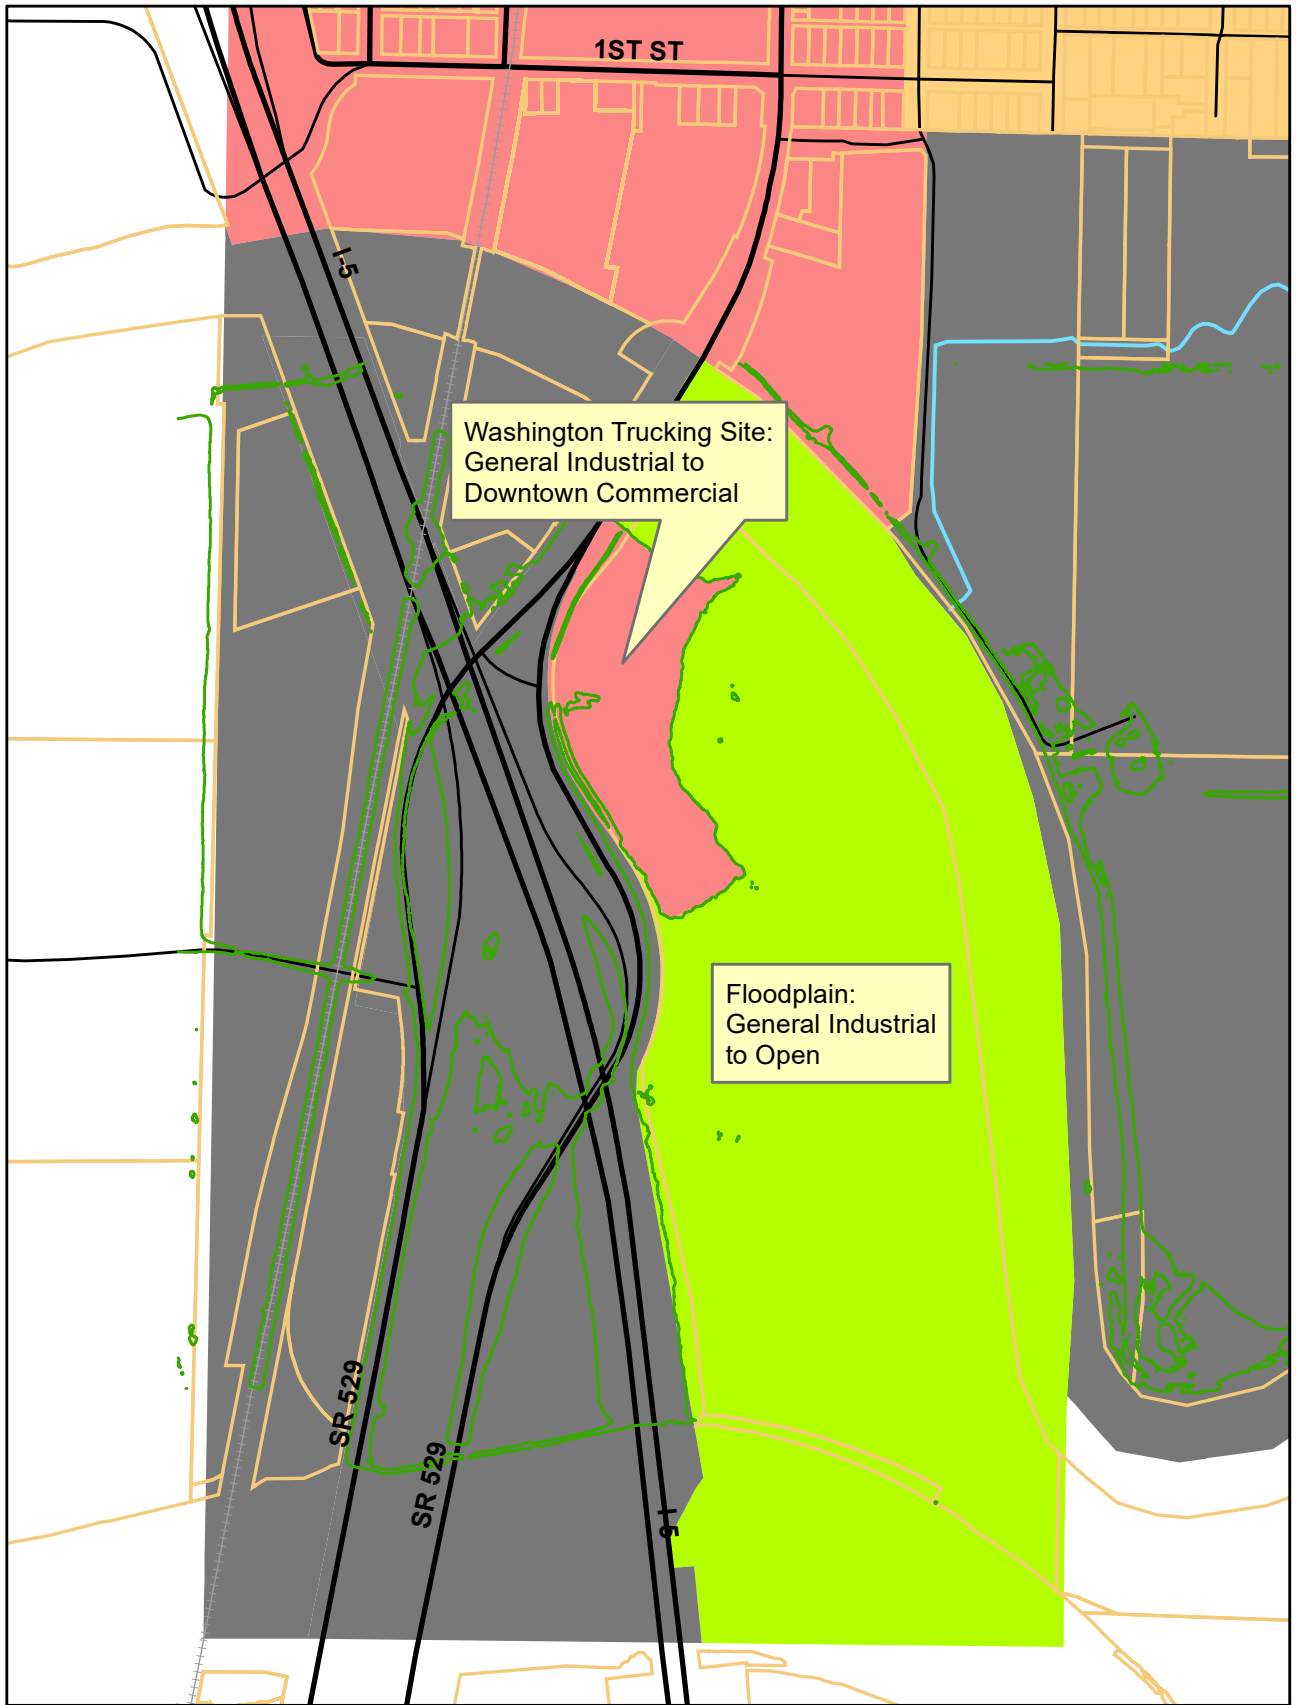 1ST ST
I-5
Washington Trucking Site:
General Industrial to
Downtown Commercial
Floodplain:
General Industrial
to Open
SR 529
SR 529
I-5